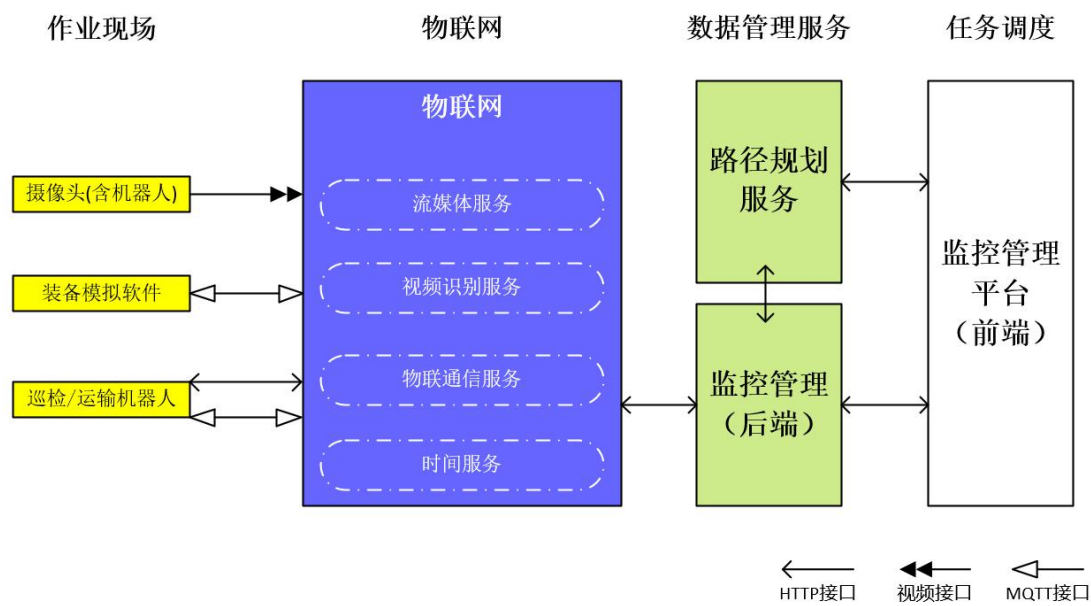 作业现场
物联网
数据管理服务
任务调度
物联网
摄像头(含机器人)
装备模拟软件
巡检/运输机器人
流媒体服务
视频识别服务
物联通信服务
时间服务
路径规划
服务
监控管理
（后端）
监控管理
平台
（前端）
HTTP接口
视频接口
MQTT接口